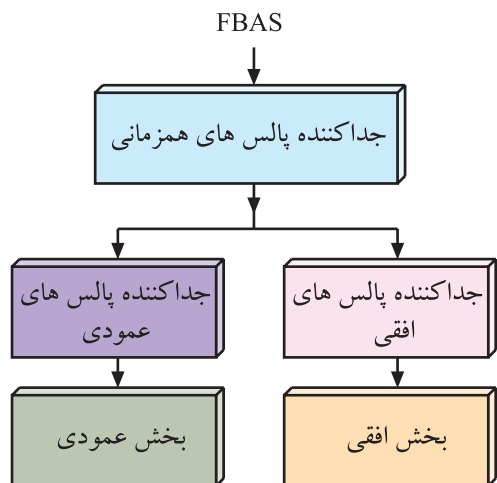 FBAS
جداکننده پالس های همزمانی
جداکننده پالس های
افقی
جداکننده پالس های
عمودی
بخش افقی
بخش عمودی